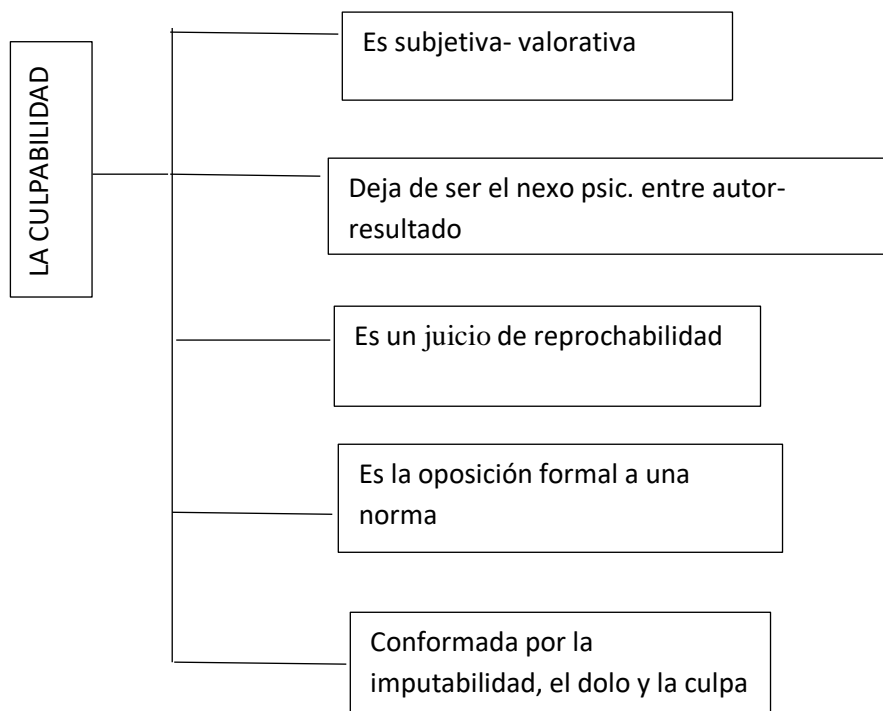 LA CULPABILIDAD
Es subjetiva- valorativa
Deja de ser el nexo psic. entre autor-
resultado
Es un juicio de reprochabilidad
Es la oposición formal a una
norma
Conformada por la
imputabilidad, el dolo y la culpa